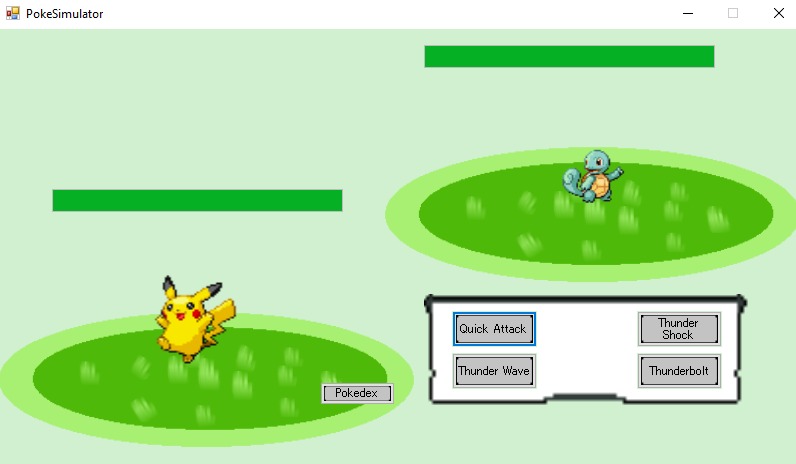 PokeSimulator
Quick Attack
Thunder
Shock
Thunder Wave
Thunderbolt
Pokedex